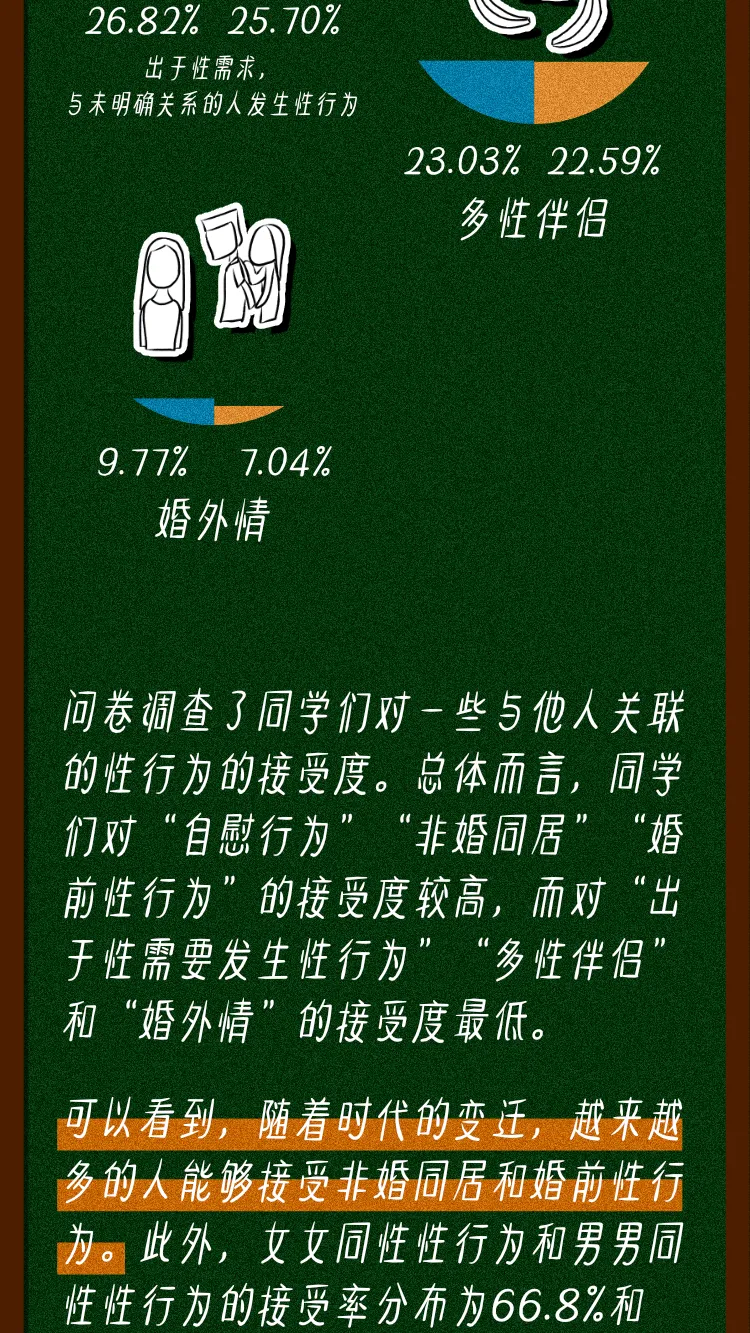 26.82% 25.70%
出于性需求，
与未明确关系的人发生性行为
23.03% 22.59%
多性伴侣
9.77% 7.04%
婚外情
问卷调查了同学们对一些与他人关联
的性行为的接受度。总体而言，同学
们对“自慰行为”“非婚同居”“婚
前性行为”的接受度较高，而对“出
于性需要发生性行为”“多性伴侣”
和“婚外情”的接受度最低。
可以看到，随着时代的变迁，越来越
多的人能够接受非婚同居和婚前性行
为。此外，女女同性性行为和男男同
性性行为的接受率分布为66.8%和